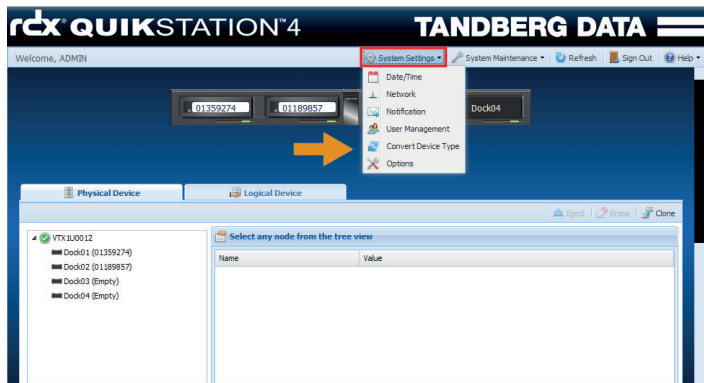 rdx® QUIKSTATION™4 TANDBERG DATA
Welcome, ADMIN System Settings System Maintenance Refresh Sign Out Help
Date/Time
Network
01359274 01189857 Notification Dock04
User Management
Convert Device Type
Options
Physical Device Logical Device
Eject Erase Clone
VTX1U0012 Select any node from the tree view
Dock01 (01359274) Name Value
Dock02 (01189857)
Dock03 (Empty)
Dock04 (Empty)